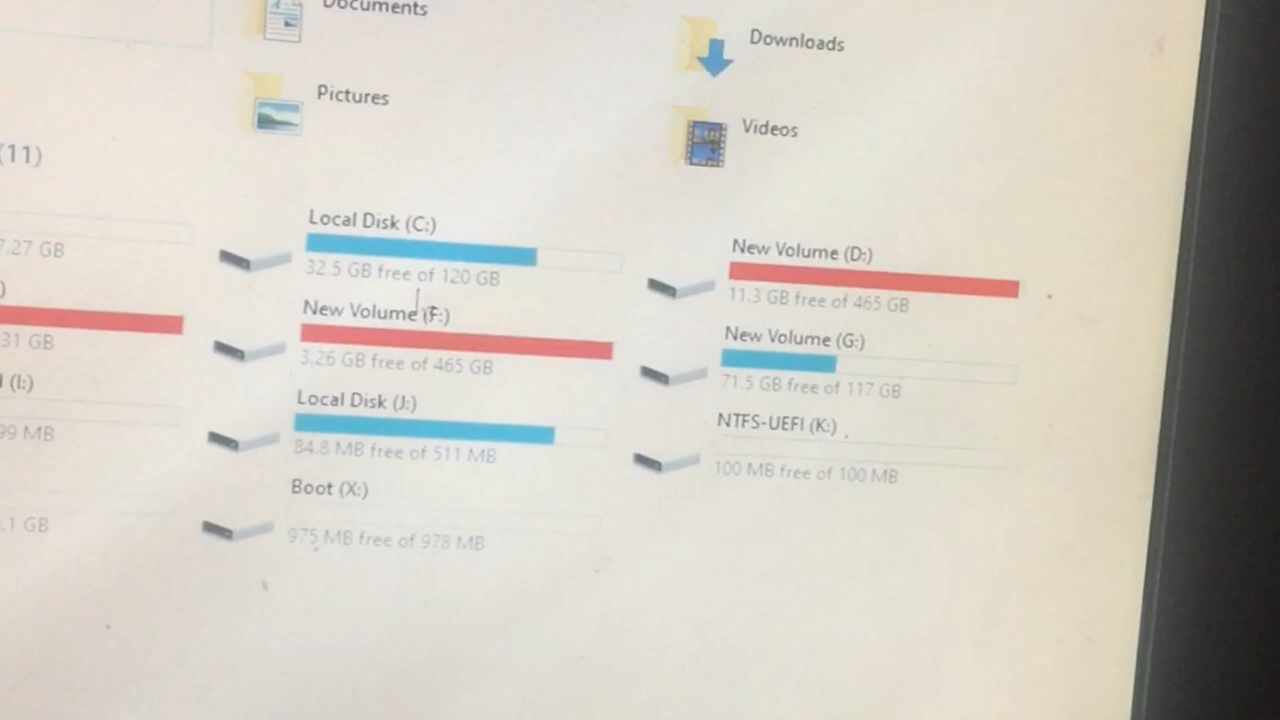 Documents
Downloads
Pictures
Videos
(11)
Local Disk (C:)
New Volume (D:)
7.27 GB
32.5 GB free of 120 GB
11.3 GB free of 465 GB
)
New Volume (F:)
New Volume (G:)
31 GB
3.26 GB free of 465 GB
71.5 GB free of 117 GB
(I:)
Local Disk (J:)
NTFS-UEFI (K:)
99 MB
84.8 MB free of 511 MB
100 MB free of 100 MB
Boot (X:)
.1 GB
975 MB free of 978 MB